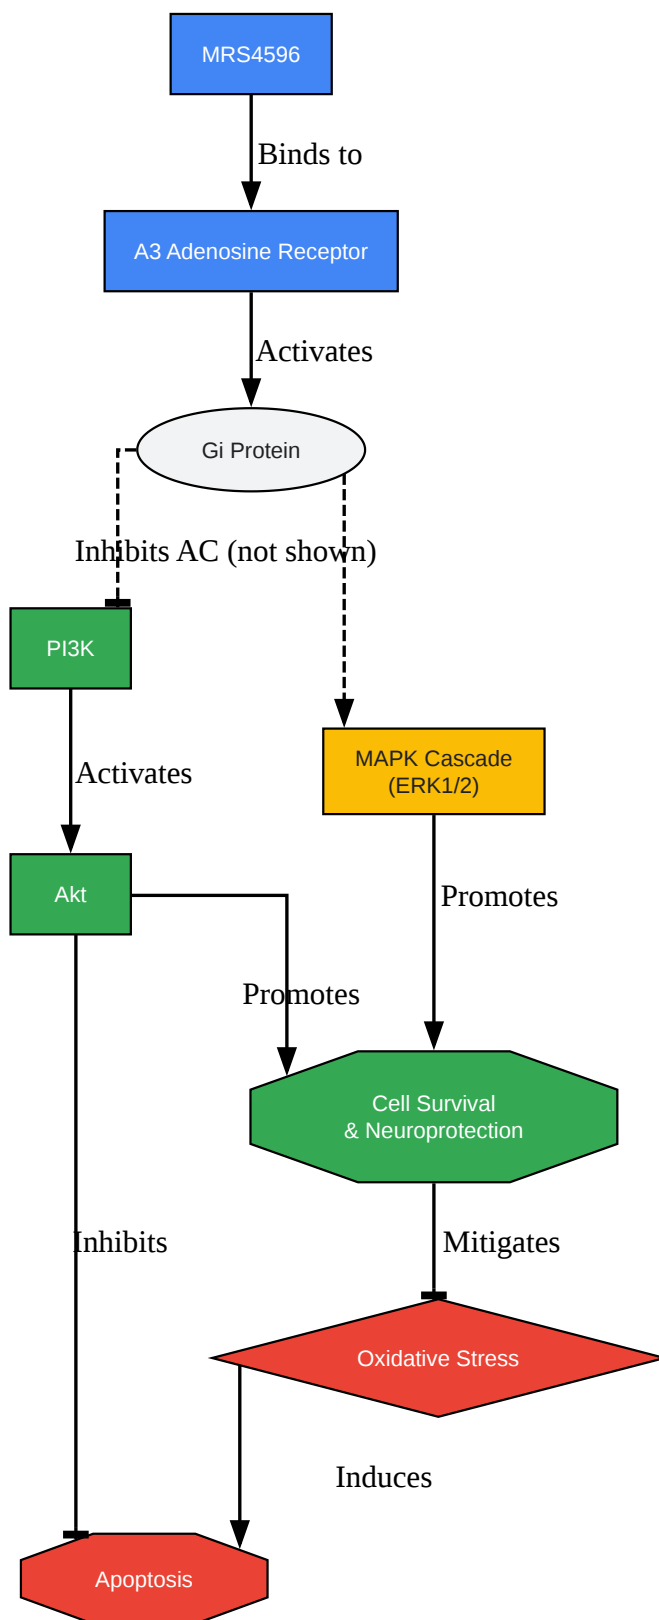 MRS4596
Binds to
A3 Adenosine Receptor
Activates
Gi Protein
Inhibits AC (not shown)
PI3K
MAPK Cascade
(ERK1/2)
Activates
Akt
Promotes
Promotes
Cell Survival
& Neuroprotection
Inhibits
Mitigates
Oxidative Stress
Induces
Apoptosis